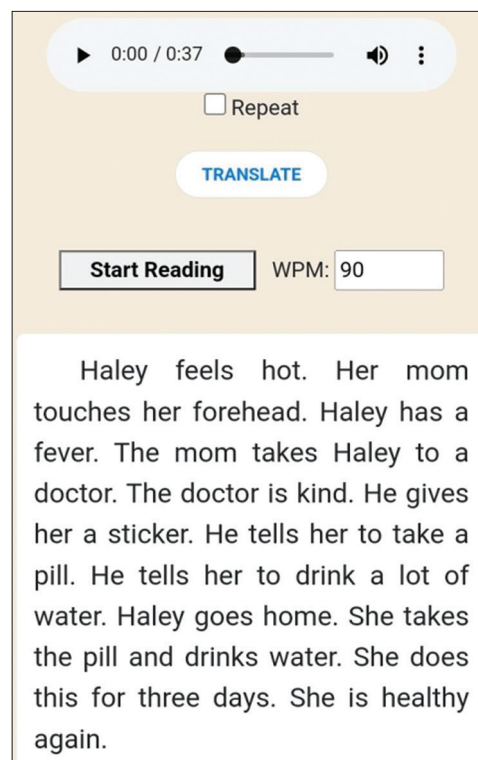 0:00 / 0:37
Repeat
TRANSLATE
Start Reading WPM: 90
Haley feels hot. Her mom
touches her forehead. Haley has a
fever. The mom takes Haley to a
doctor. The doctor is kind. He gives
her a sticker. He tells her to take a
pill. He tells her to drink a lot of
water. Haley goes home. She takes
the pill and drinks water. She does
this for three days. She is healthy
again.